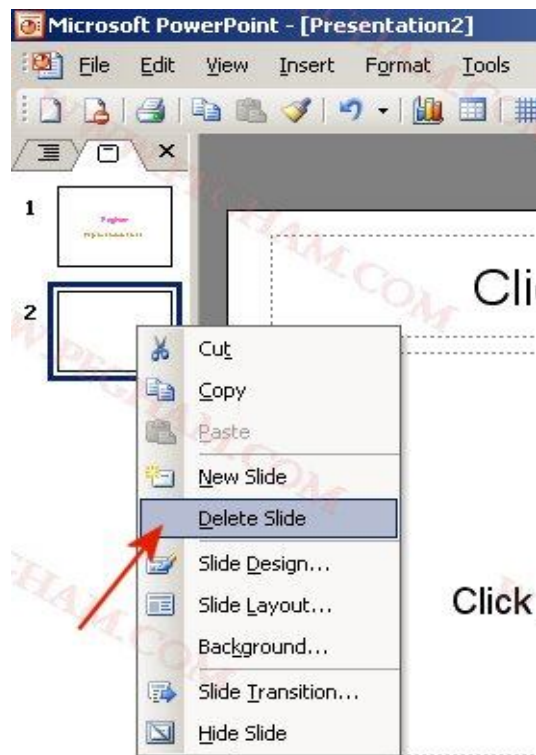 Microsoft PowerPoint - [Presentation2]
File Edit View Insert Format Tools
1
2
Cli
Cut
Copy
Paste
New Slide
Delete Slide
Slide Design...
Slide Layout...
Click
Background...
Slide Transition...
Hide Slide